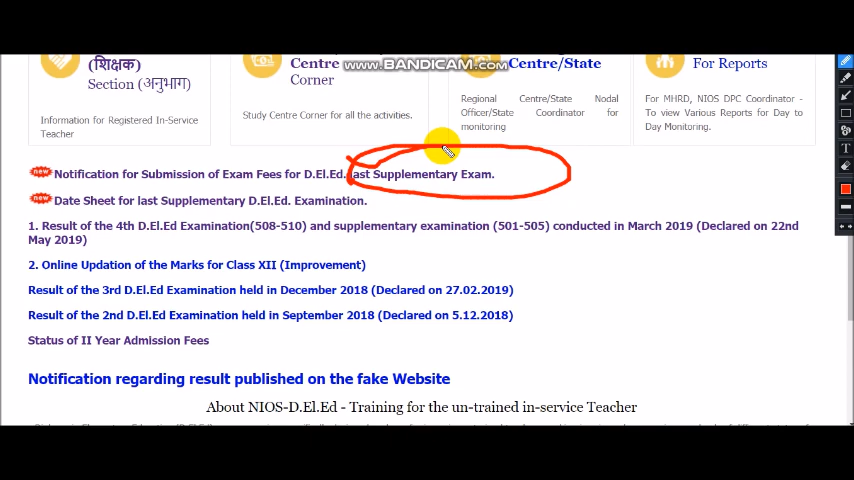 (शिक्षक)
Section (अनुभाग)
Information for Registered In-Service
Teacher
Centre
Corner
Study Centre Corner for all the activities.
www.BANDICAM.com
Centre/State
Regional Centre/State Nodal
Officer/State Coordinator for
monitoring
For Reports
For MHRD, NIOS DPC Coordinator -
To view Various Reports for Day to
Day Monitoring.
new Notification for Submission of Exam Fees for D.El.Ed. last Supplementary Exam.
new Date Sheet for last Supplementary D.El.Ed. Examination.
1. Result of the 4th D.El.Ed Examination(508-510) and supplementary examination (501-505) conducted in March 2019 (Declared on 22nd
May 2019)
2. Online Updation of the Marks for Class XII (Improvement)
Result of the 3rd D.El.Ed Examination held in December 2018 (Declared on 27.02.2019)
Result of the 2nd D.El.Ed Examination held in September 2018 (Declared on 5.12.2018)
Status of II Year Admission Fees
Notification regarding result published on the fake Website
About NIOS-D.El.Ed - Training for the un-trained in-service Teacher